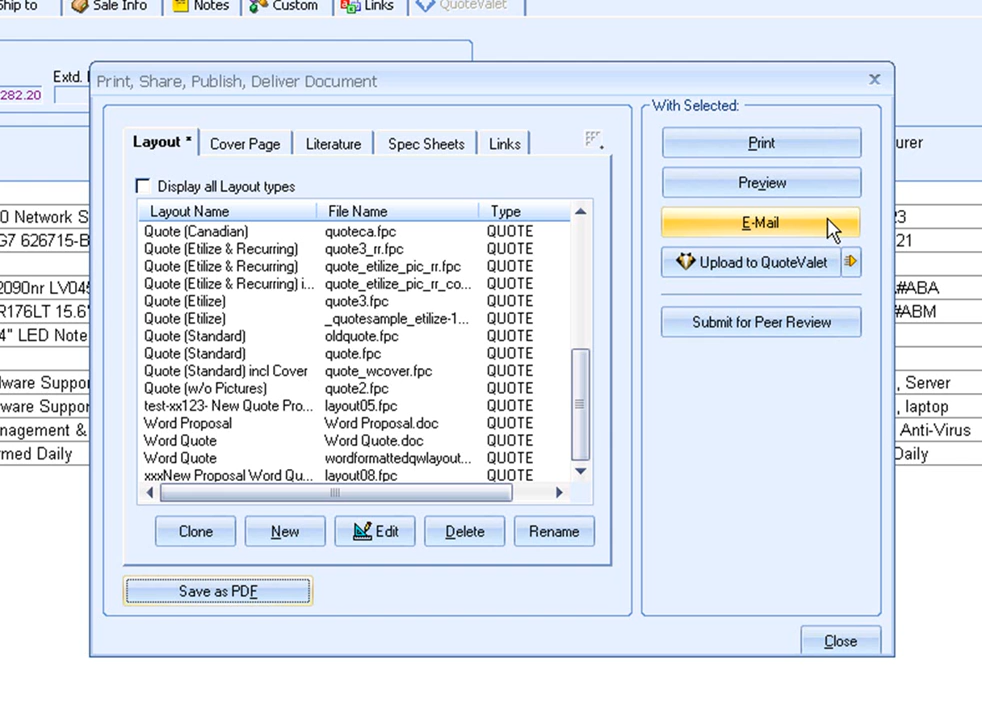 Ship to Sale Info Notes Custom Links QuoteValet
Extd.
282.20
Print, Share, Publish, Deliver Document
Layout * Cover Page Literature Spec Sheets Links
Display all Layout types
Layout Name File Name Type
Quote (Canadian) quoteca.fpc QUOTE
Quote (Etilize & Recurring) quote3_rr.fpc QUOTE
Quote (Etilize & Recurring) quote_etilize_pic_rr.fpc QUOTE
Quote (Etilize & Recurring) i... quote_etilize_pic_rr_co... QUOTE
Quote (Etilize) quote3.fpc QUOTE
Quote (Etilize) _quotesample_etilize-1... QUOTE
Quote (Standard) oldquote.fpc QUOTE
Quote (Standard) quote.fpc QUOTE
Quote (Standard) incl Cover quote_wcover.fpc QUOTE
Quote (w/o Pictures) quote2.fpc QUOTE
test-xx123- New Quote Pro... layout05.fpc QUOTE
Word Proposal Word Proposal.doc QUOTE
Word Quote Word Quote.doc QUOTE
Word Quote wordformattedqwlayout... QUOTE
xxxNew Proposal Word Qu... layout08.fpc QUOTE
Clone New Edit Delete Rename
Save as PDF
With Selected:
Print
Preview
E-Mail
Upload to QuoteValet
Submit for Peer Review
Close
0 Network S
G7 626715-B
2090nr LV045
R176LT 15.6"
4" LED Note
ware Suppor
ware Suppor
nagement &
med Daily
urer
23
21
#ABA
#ABM
, Server
, laptop
Anti-Virus
Daily